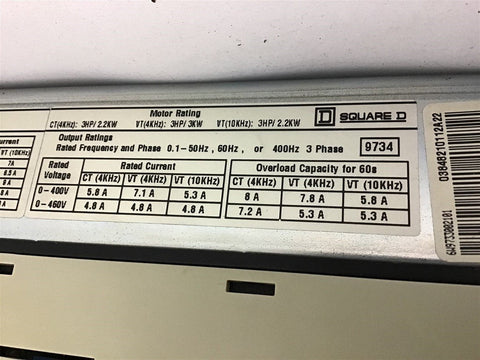 Motor Rating
CT(4KHz): 3HP/2.2KW VT(4KHz): 3HP/3KW VT(10KHz): 3HP/2.2KW
D SQUARE D
Output Ratings
Rated Frequency and Phase 0.1-50Hz, 60Hz, or 400Hz 3 Phase
9734
Rated Voltage
Rated Current
Overload Capacity for 60s
CT (4KHz) VT (4KHz) VT (10KHz) CT (4KHz) VT (4KHz) VT (10KHz)
0-400V 5.8 A 7.1 A 5.3 A 8 A 7.8 A 5.8 A
0-460V 4.8 A 4.8 A 4.8 A 7.2 A 5.3 A 5.3 A
urrent
VT (10KHz)
7A
8.5 A
6W9733002101